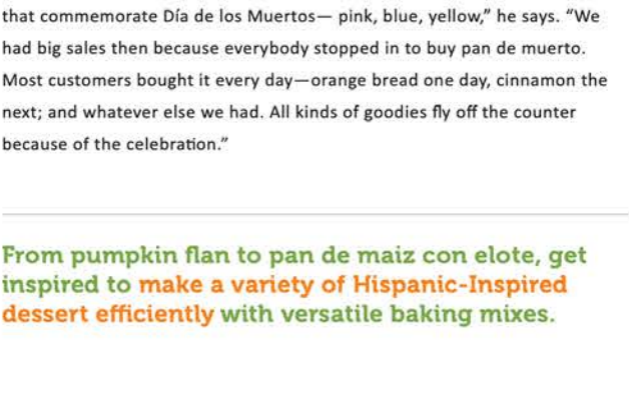 that commemorate Día de los Muertos— pink, blue, yellow,” he says. “We
had big sales then because everybody stopped in to buy pan de muerto.
Most customers bought it every day—orange bread one day, cinnamon the
next; and whatever else we had. All kinds of goodies fly off the counter
because of the celebration.”
From pumpkin flan to pan de maiz con elote, get
inspired to make a variety of Hispanic-Inspired
dessert efficiently with versatile baking mixes.